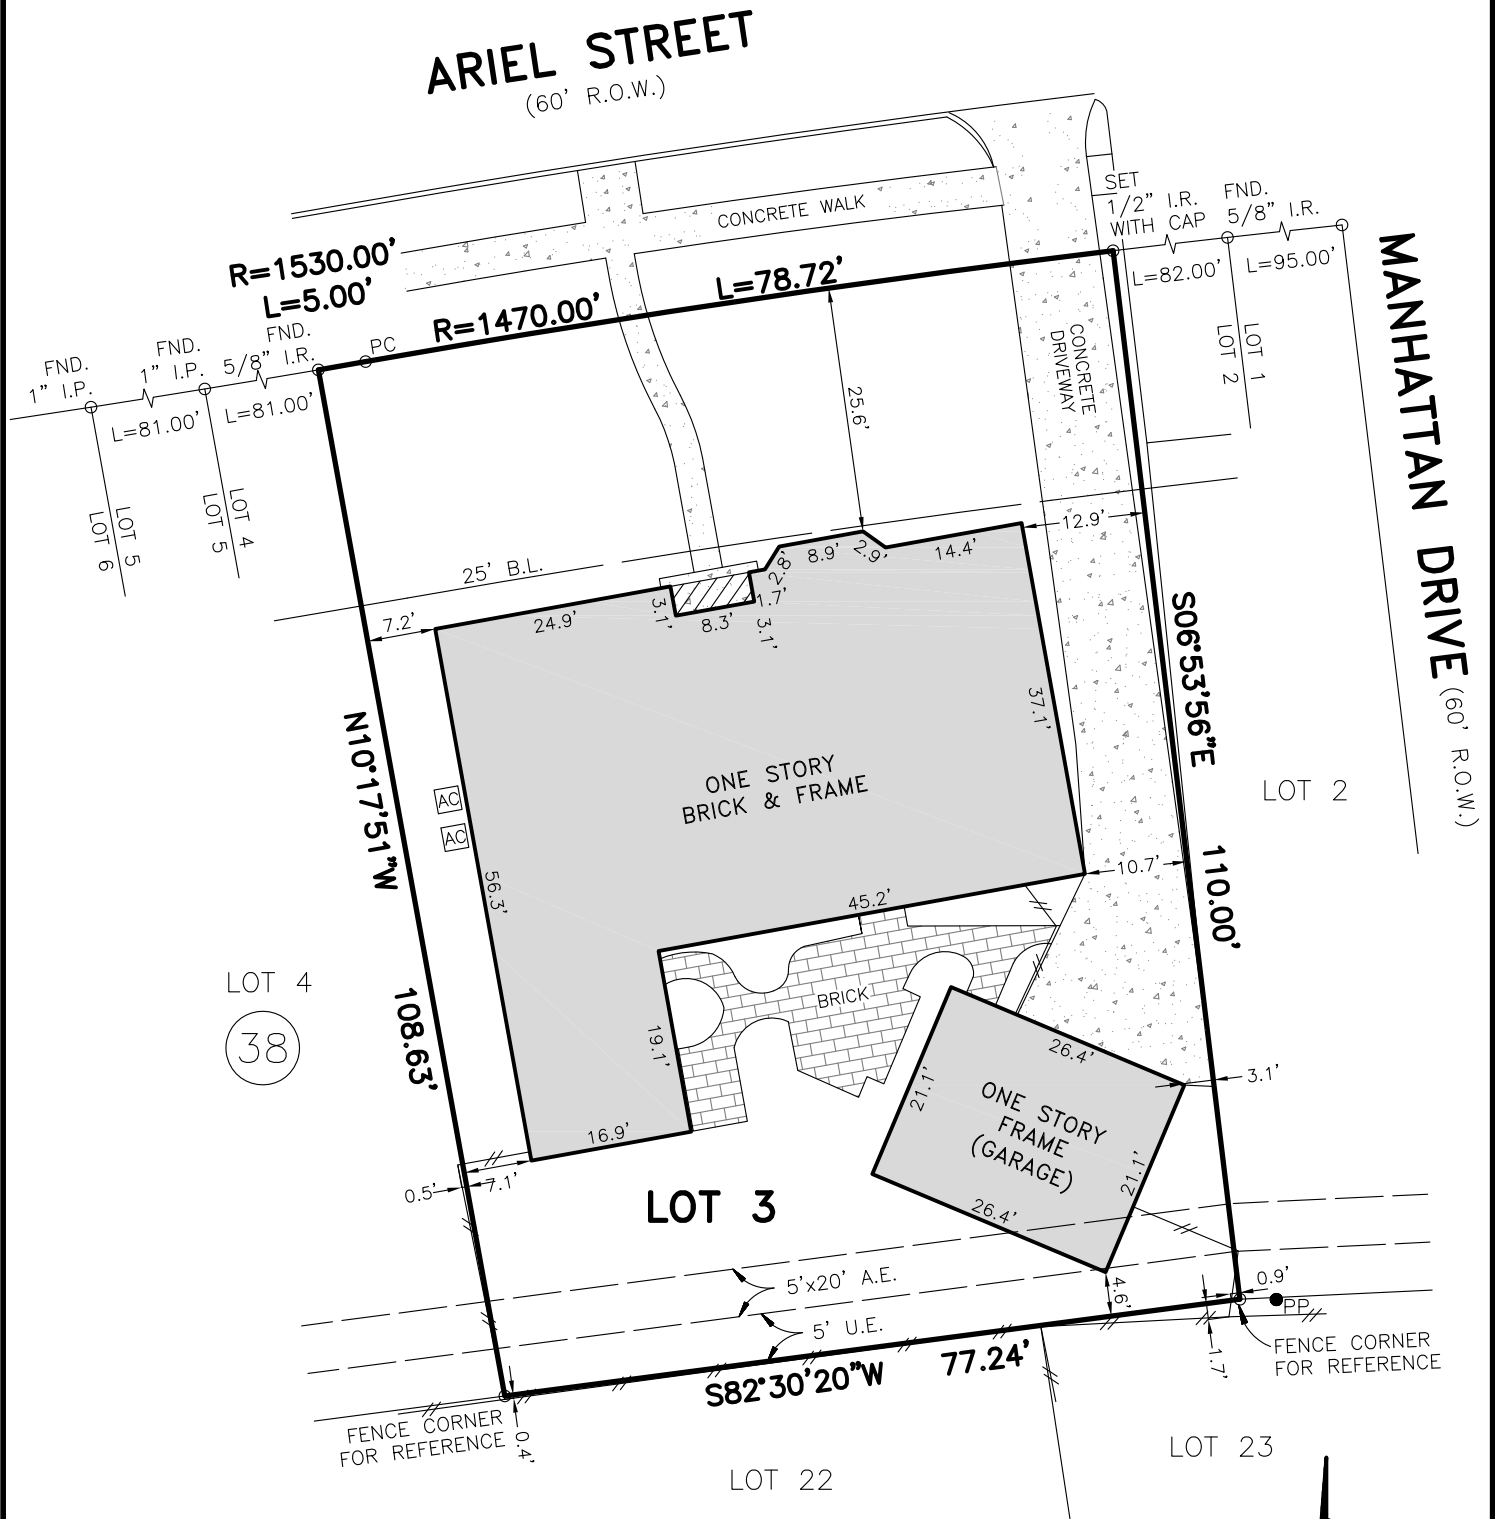 ARIEL STREET
(60' R.O.W.)
CONCRETE WALK
SET
1/2" I.R.
WITH CAP
FND.
5/8" I.R.
L=82.00'
L=95.00'
LOT 1
LOT 2
MANHATTAN DRIVE
(60' R.O.W.)
R=1530.00'
L=5.00'
R=1470.00'
L=78.72'
FND.
1" I.P.
FND.
1" I.P.
FND.
5/8" I.R.
PC
L=81.00'
L=81.00'
LOT 5
LOT 6
LOT 4
LOT 5
CONCRETE
DRIVEWAY
25.6'
25' B.L.
7.2'
24.9'
3.1'
8.3'
3.1'
1.7'
2.8'
8.9'
2.9'
14.4'
12.9'
S06°53'56"E
110.00'
N10°17'51"W
108.63'
37.1'
ONE STORY
BRICK & FRAME
AC
AC
56.3'
45.2'
10.7'
LOT 2
LOT 4
38
BRICK
19.1'
16.9'
26.4'
21.1'
ONE STORY
FRAME
(GARAGE)
21.1'
26.4'
3.1'
0.5'
7.1'
LOT 3
5'x20' A.E.
5' U.E.
4.6'
0.9'
PP
1.7'
FENCE CORNER
FOR REFERENCE
S82°30'20"W
77.24'
FENCE CORNER
FOR REFERENCE
0.4'
LOT 22
LOT 23